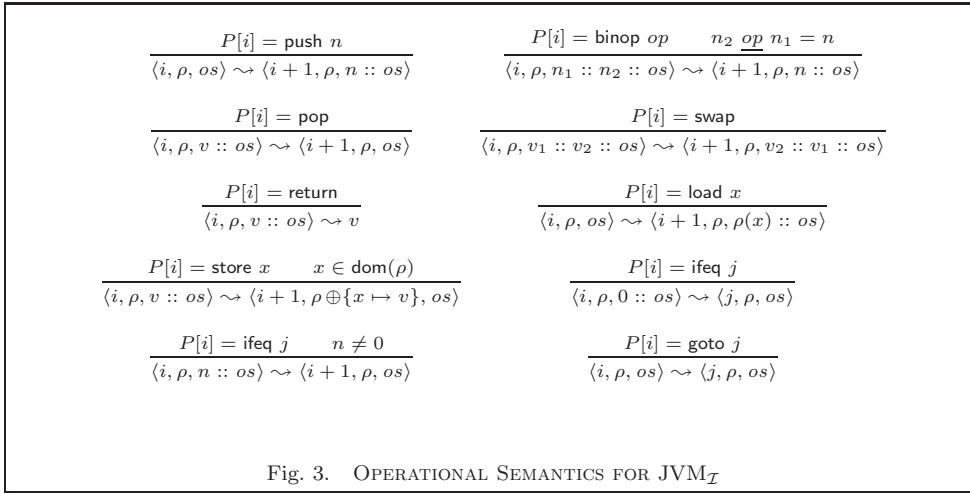 P[i] = push n
⟨i, ρ, os⟩ ⇝ ⟨i + 1, ρ, n :: os⟩
P[i] = binop op n₂ op n₁ = n
⟨i, ρ, n₁ :: n₂ :: os⟩ ⇝ ⟨i + 1, ρ, n :: os⟩
P[i] = pop
⟨i, ρ, v :: os⟩ ⇝ ⟨i + 1, ρ, os⟩
P[i] = swap
⟨i, ρ, v₁ :: v₂ :: os⟩ ⇝ ⟨i + 1, ρ, v₂ :: v₁ :: os⟩
P[i] = return
⟨i, ρ, v :: os⟩ ⇝ v
P[i] = load x
⟨i, ρ, os⟩ ⇝ ⟨i + 1, ρ, ρ(x) :: os⟩
P[i] = store x x ∈ dom(ρ)
⟨i, ρ, v :: os⟩ ⇝ ⟨i + 1, ρ ⊕ {x ↦ v}, os⟩
P[i] = ifeq j
⟨i, ρ, 0 :: os⟩ ⇝ ⟨j, ρ, os⟩
P[i] = ifeq j n ≠ 0
⟨i, ρ, n :: os⟩ ⇝ ⟨i + 1, ρ, os⟩
P[i] = goto j
⟨i, ρ, os⟩ ⇝ ⟨j, ρ, os⟩
Fig. 3. OPERATIONAL SEMANTICS FOR JVM_ℐ